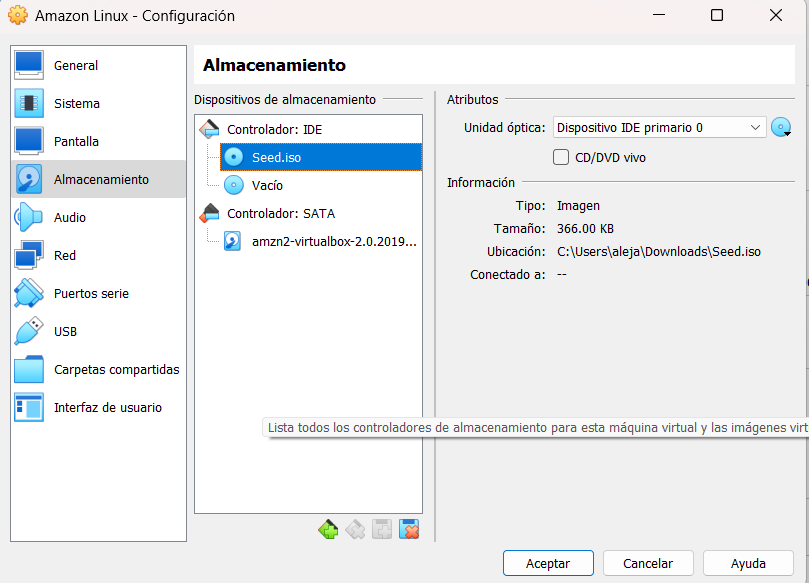 Amazon Linux - Configuración
General
Sistema
Pantalla
Almacenamiento
Audio
Red
Puertos serie
USB
Carpetas compartidas
Interfaz de usuario
Almacenamiento
Dispositivos de almacenamiento
Controlador: IDE
Seed.iso
Vacío
Controlador: SATA
amzn2-virtualbox-2.0.2019...
Atributos
Unidad óptica: Dispositivo IDE primario 0
CD/DVD vivo
Información
Tipo: Imagen
Tamaño: 366.00 KB
Ubicación: C:\Users\aleja\Downloads\Seed.iso
Conectado a: --
Lista todos los controladores de almacenamiento para esta máquina virtual y las imágenes virt
Aceptar Cancelar Ayuda